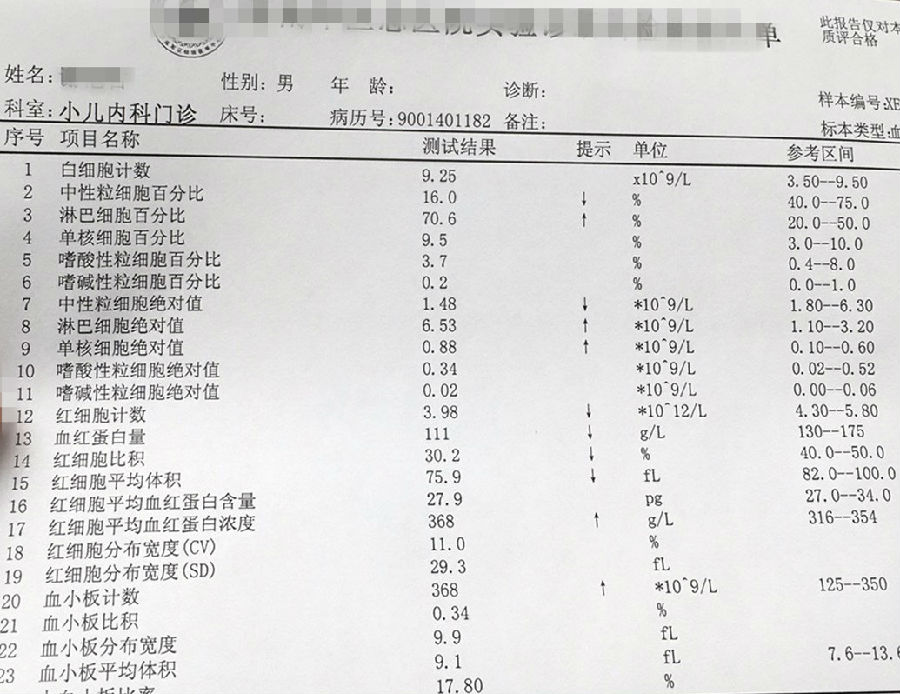 单
此报告仅对本
质评合格
姓名: 性别: 男 年 龄: 诊断:
样本编号:XE
科室:小儿内科门诊 床号: 病历号:9001401182 备注:
标本类型:血
序号 项目名称 测试结果 提示 单位 参考区间
1 白细胞计数 9.25 x10^9/L 3.50--9.50
2 中性粒细胞百分比 16.0 ↓ % 40.0--75.0
3 淋巴细胞百分比 70.6 ↑ % 20.0--50.0
4 单核细胞百分比 9.5 % 3.0--10.0
5 嗜酸性粒细胞百分比 3.7 % 0.4--8.0
6 嗜碱性粒细胞百分比 0.2 % 0.0--1.0
7 中性粒细胞绝对值 1.48 ↓ *10^9/L 1.80--6.30
8 淋巴细胞绝对值 6.53 ↑ *10^9/L 1.10--3.20
9 单核细胞绝对值 0.88 ↑ *10^9/L 0.10--0.60
10 嗜酸性粒细胞绝对值 0.34 *10^9/L 0.02--0.52
11 嗜碱性粒细胞绝对值 0.02 *10^9/L 0.00--0.06
12 红细胞计数 3.98 ↓ *10^12/L 4.30--5.80
13 血红蛋白量 111 ↓ g/L 130--175
14 红细胞比积 30.2 ↓ % 40.0--50.0
15 红细胞平均体积 75.9 ↓ fL 82.0--100.0
16 红细胞平均血红蛋白含量 27.9 pg 27.0--34.0
17 红细胞平均血红蛋白浓度 368 ↑ g/L 316--354
18 红细胞分布宽度(CV) 11.0 %
19 红细胞分布宽度(SD) 29.3 fL
20 血小板计数 368 ↑ *10^9/L 125--350
21 血小板比积 0.34 %
22 血小板分布宽度 9.9 fL
23 血小板平均体积 9.1 fL 7.6--13.6
17.80 %